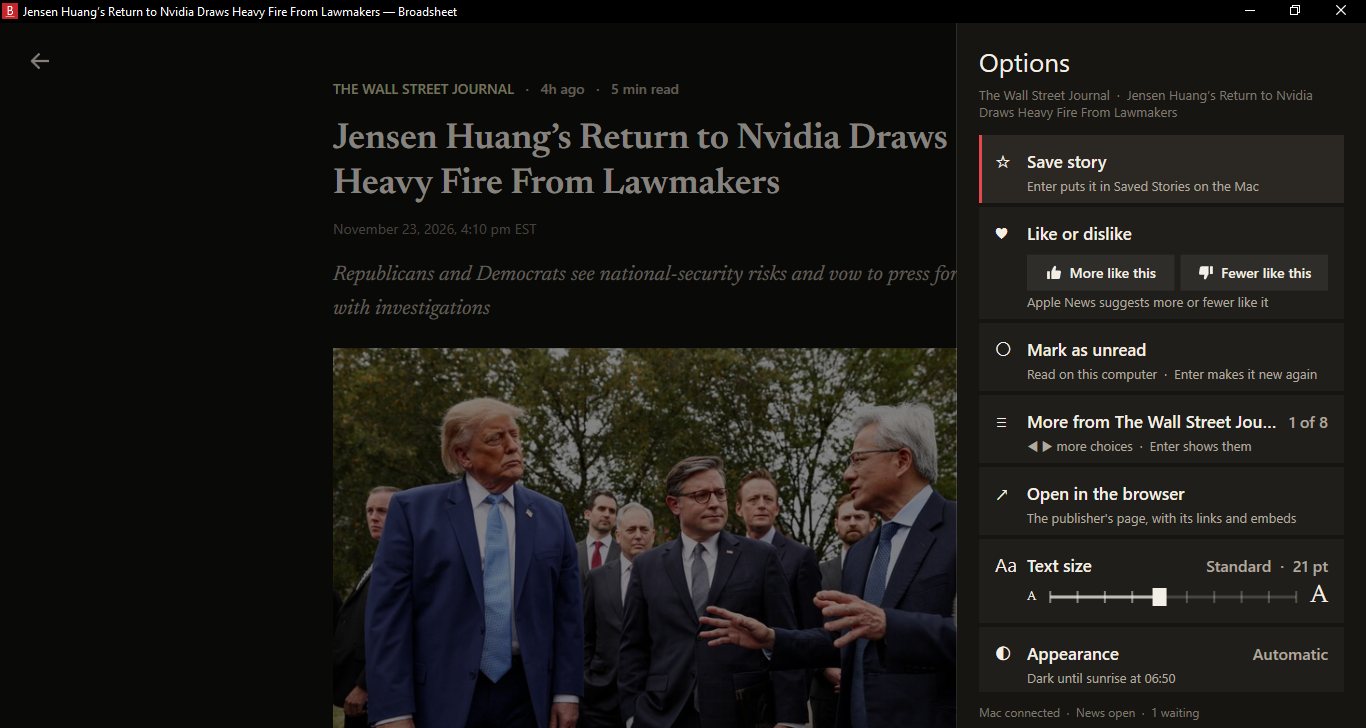 B Jensen Huang's Return to Nvidia Draws Heavy Fire From Lawmakers — Broadsheet
THE WALL STREET JOURNAL · 4h ago · 5 min read
Jensen Huang’s Return to Nvidia Draws
Heavy Fire From Lawmakers
November 23, 2026, 4:10 pm EST
Republicans and Democrats see national-security risks and vow to press for
with investigations
Options
The Wall Street Journal · Jensen Huang's Return to Nvidia
Draws Heavy Fire From Lawmakers
☆ Save story
Enter puts it in Saved Stories on the Mac
♥ Like or dislike
More like this
Fewer like this
Apple News suggests more or fewer like it
Mark as unread
Read on this computer · Enter makes it new again
☰ More from The Wall Street Jou... 1 of 8
◀ ▶ more choices · Enter shows them
↗ Open in the browser
The publisher's page, with its links and embeds
Aa Text size Standard · 21 pt
A A
Appearance Automatic
Dark until sunrise at 06:50
Mac connected · News open · 1 waiting